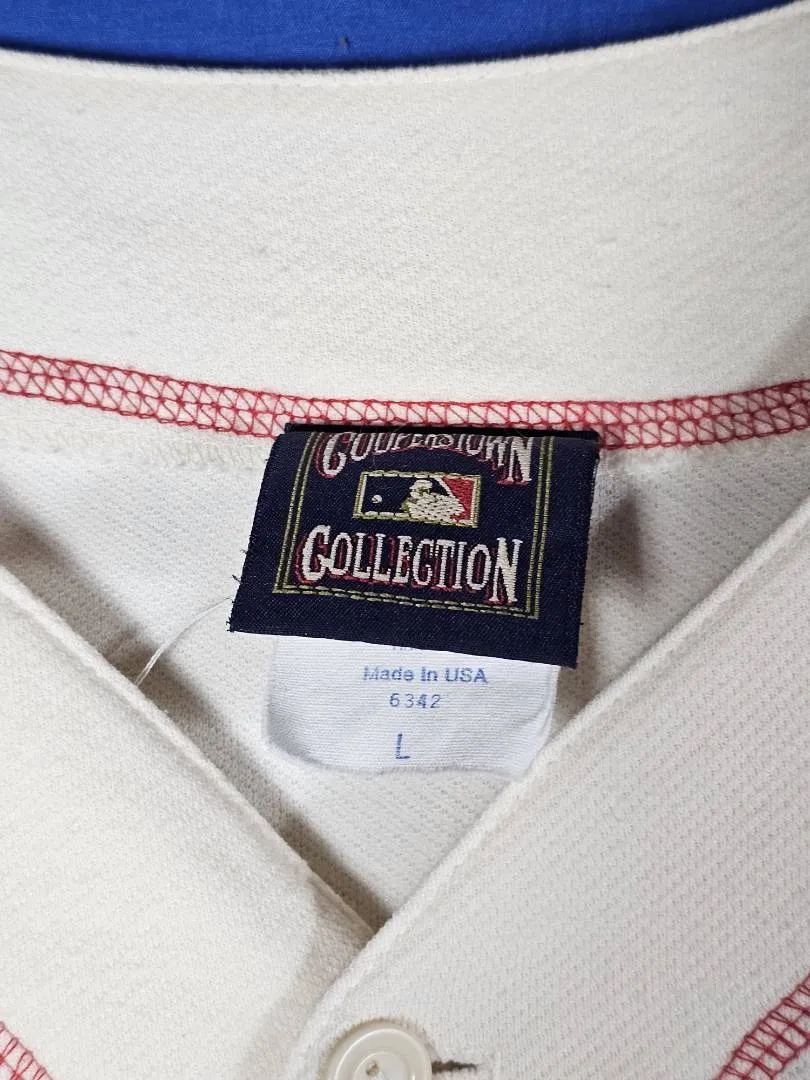 COOPERSTOWN
COLLECTION
Made In USA
6342
L